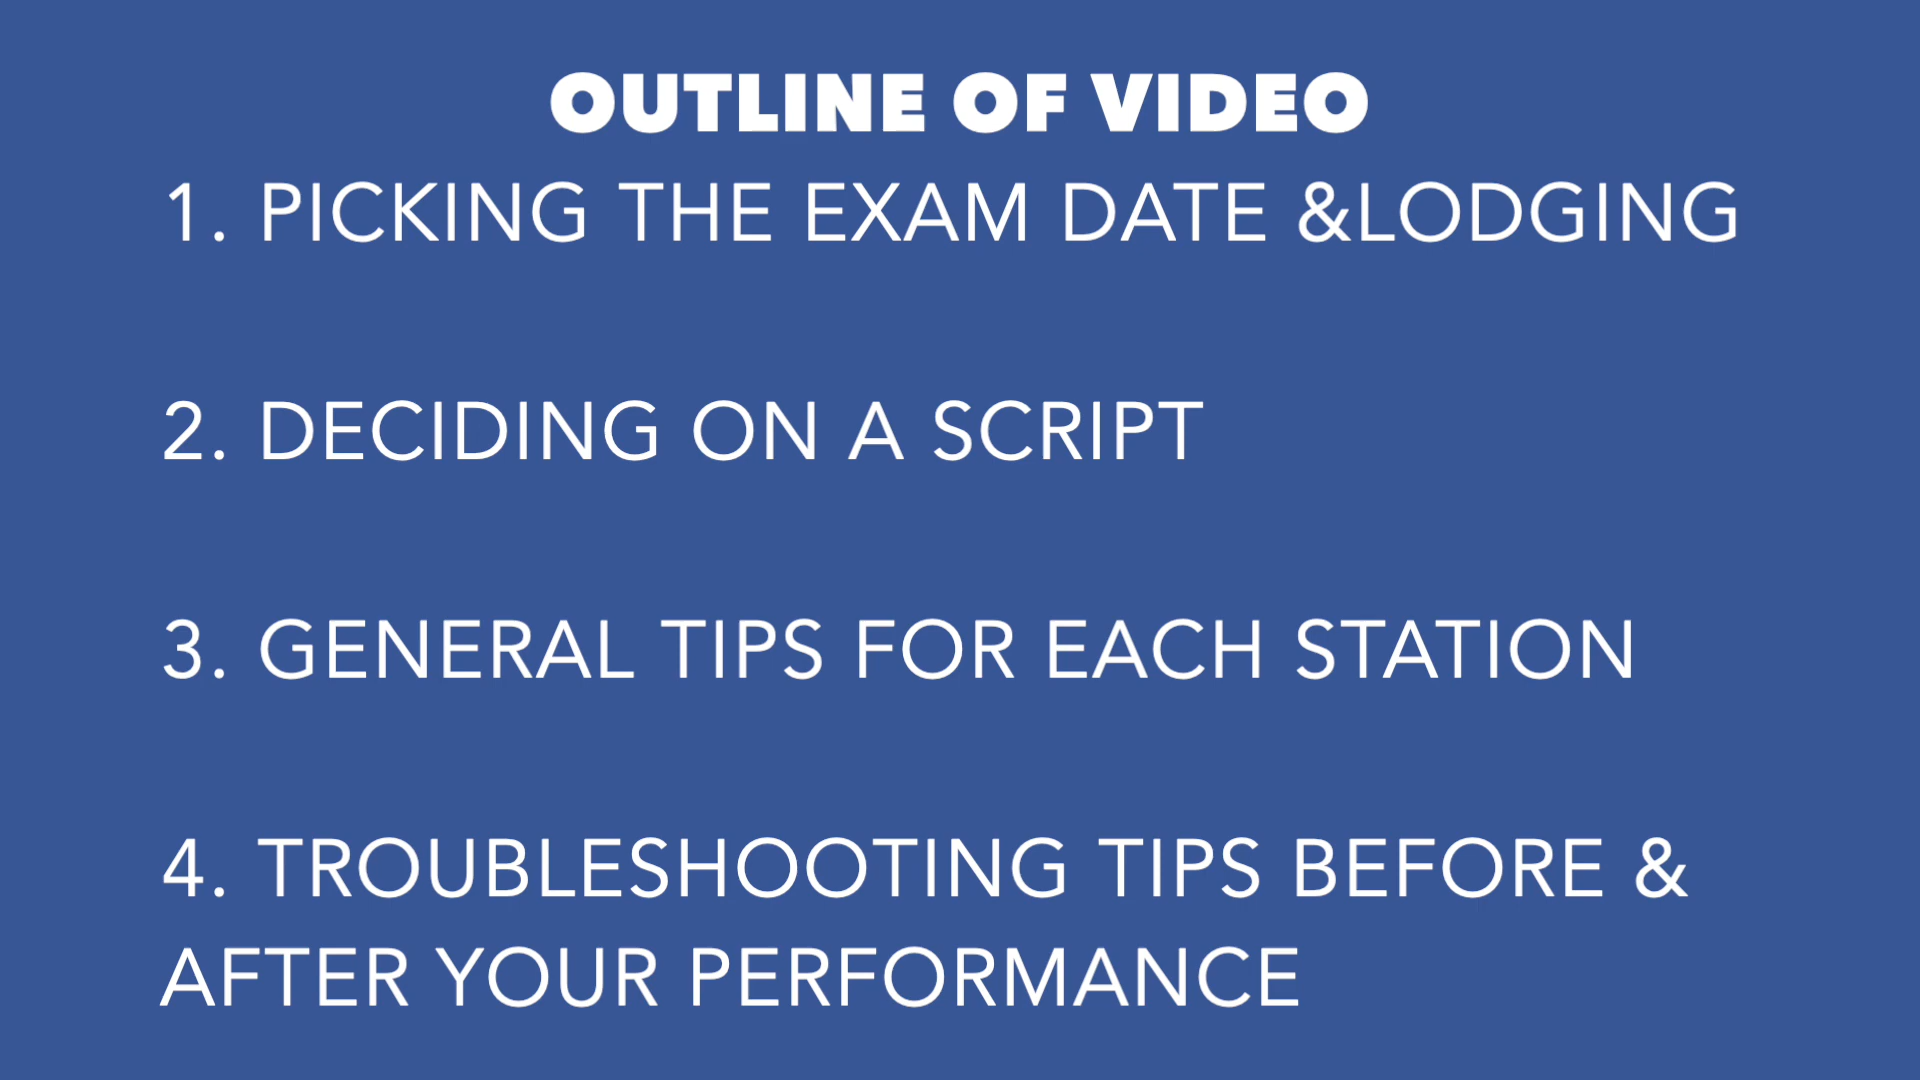 OUTLINE OF VIDEO
1. PICKING THE EXAM DATE &LODGING
2. DECIDING ON A SCRIPT
3. GENERAL TIPS FOR EACH STATION
4. TROUBLESHOOTING TIPS BEFORE &
AFTER YOUR PERFORMANCE